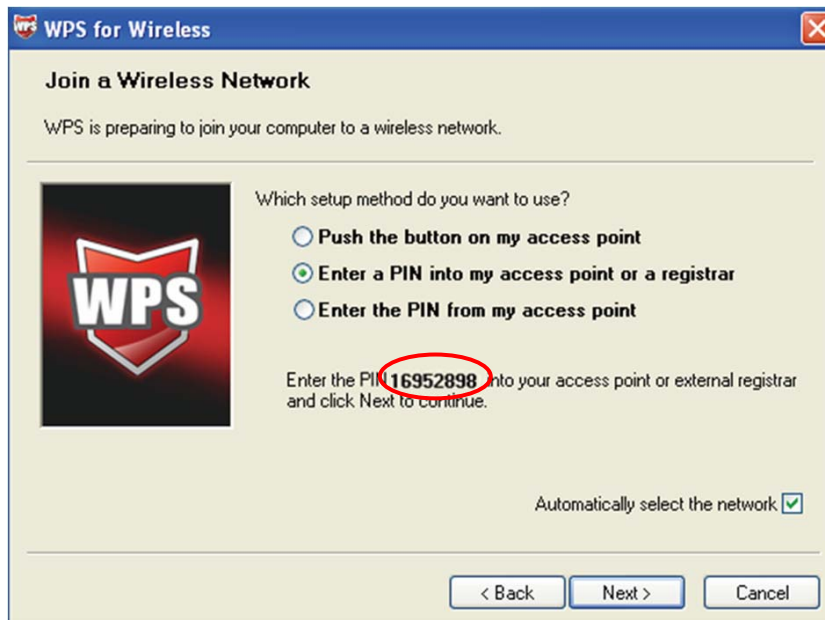 WPS for Wireless
Join a Wireless Network
WPS is preparing to join your computer to a wireless network.
Which setup method do you want to use?
Push the button on my access point
Enter a PIN into my access point or a registrar
Enter the PIN from my access point
WPS
Enter the PIN 16952898 into your access point or external registrar
and click Next to continue.
Automatically select the network
< Back
Next >
Cancel